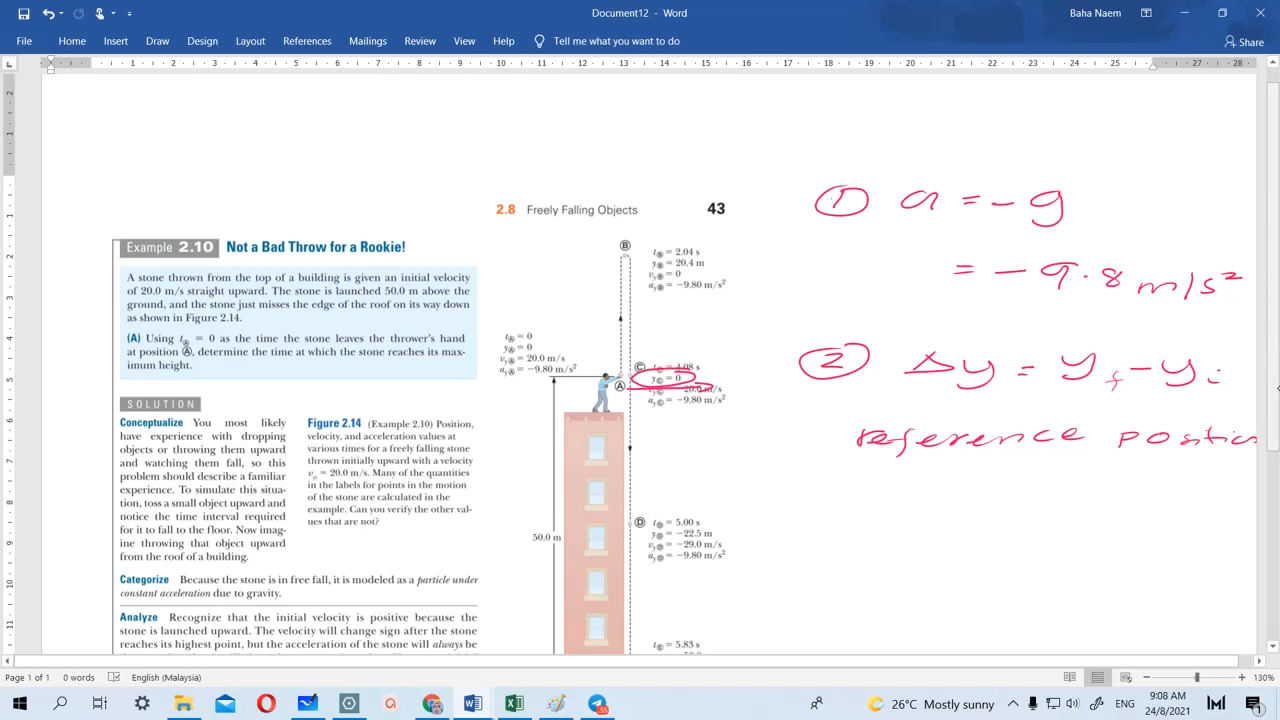 Document12 - Word
Baha Naem
File Home Insert Draw Design Layout References Mailings Review View Help Tell me what you want to do
Share
2.8 Freely Falling Objects 43
Example 2.10 Not a Bad Throw for a Rookie!
A stone thrown from the top of a building is given an initial velocity
of 20.0 m/s straight upward. The stone is launched 50.0 m above the
ground, and the stone just misses the edge of the roof on its way down
as shown in Figure 2.14.
(A) Using tⒶ = 0 as the time the stone leaves the thrower's hand
at position Ⓐ, determine the time at which the stone reaches its max-
imum height.
SOLUTION
Conceptualize You most likely
have experience with dropping
objects or throwing them upward
and watching them fall, so this
problem should describe a familiar
experience. To simulate this situa-
tion, toss a small object upward and
notice the time interval required
for it to fall to the floor. Now imag-
ine throwing that object upward
from the roof of a building.
Figure 2.14 (Example 2.10) Position,
velocity, and acceleration values at
various times for a freely falling stone
thrown initially upward with a velocity
vyi = 20.0 m/s. Many of the quantities
in the labels for points in the motion
of the stone are calculated in the
example. Can you verify the other val-
ues that are not?
Categorize Because the stone is in free fall, it is modeled as a particle under
constant acceleration due to gravity.
Analyze Recognize that the initial velocity is positive because the
stone is launched upward. The velocity will change sign after the stone
reaches its highest point, but the acceleration of the stone will always be
Ⓑ
tⒷ = 2.04 s
yⒷ = 20.4 m
vyⒷ = 0
ayⒷ = −9.80 m/s²
tⒶ = 0
yⒶ = 0
vyⒶ = 20.0 m/s
ayⒶ = −9.80 m/s²
Ⓐ
Ⓒ tⒸ = 4.08 s
yⒸ = 0
vyⒸ = −20.0 m/s
ayⒸ = −9.80 m/s²
50.0 m
Ⓓ tⒹ = 5.00 s
yⒹ = −22.5 m
vyⒹ = −29.0 m/s
ayⒹ = −9.80 m/s²
tⒺ = 5.83 s
① a = - g
= - 9.8 m/s²
② Δy = yf - yi
reference position
Page 1 of 1 0 words English (Malaysia)
130%
26°C Mostly sunny
9:08 AM
24/8/2021